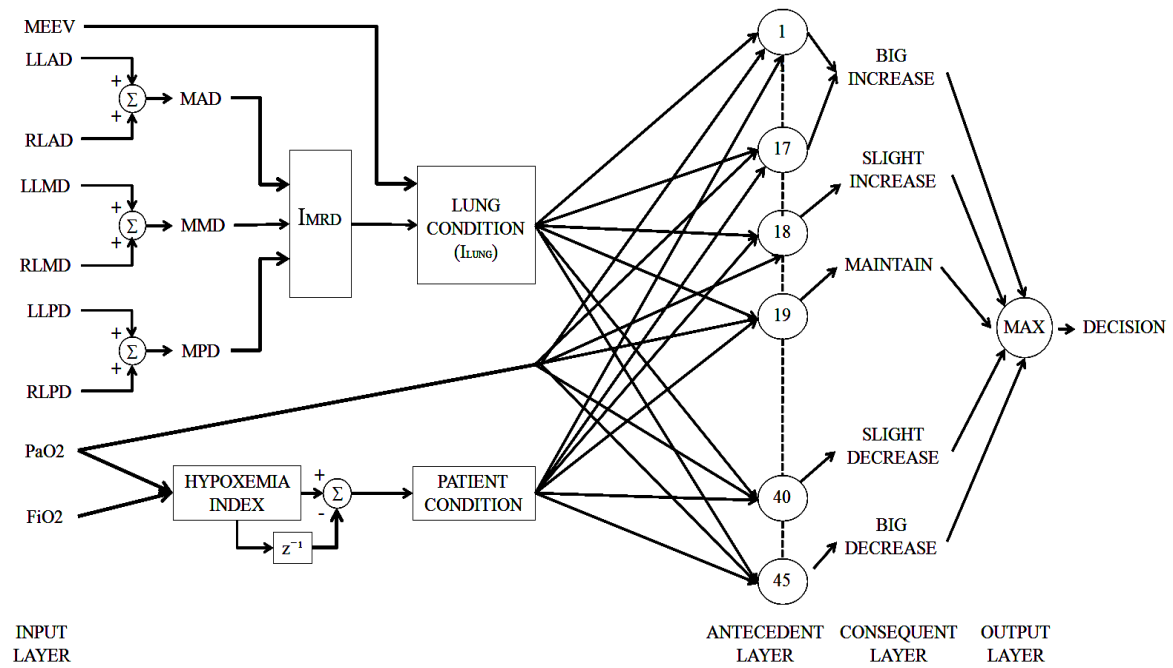 MEEV
LLAD
+
Σ
MAD
+
RLAD
LLMD
+
Σ
MMD
+
RLMD
LLPD
+
Σ
MPD
+
RLPD
IMRD
LUNG
CONDITION
(ILUNG)
PaO2
FiO2
HYPOXEMIA
INDEX
+
Σ
-
z⁻¹
PATIENT
CONDITION
1
17
18
19
40
45
BIG
INCREASE
SLIGHT
INCREASE
MAINTAIN
SLIGHT
DECREASE
BIG
DECREASE
MAX
DECISION
INPUT
LAYER
ANTECEDENT
LAYER
CONSEQUENT
LAYER
OUTPUT
LAYER